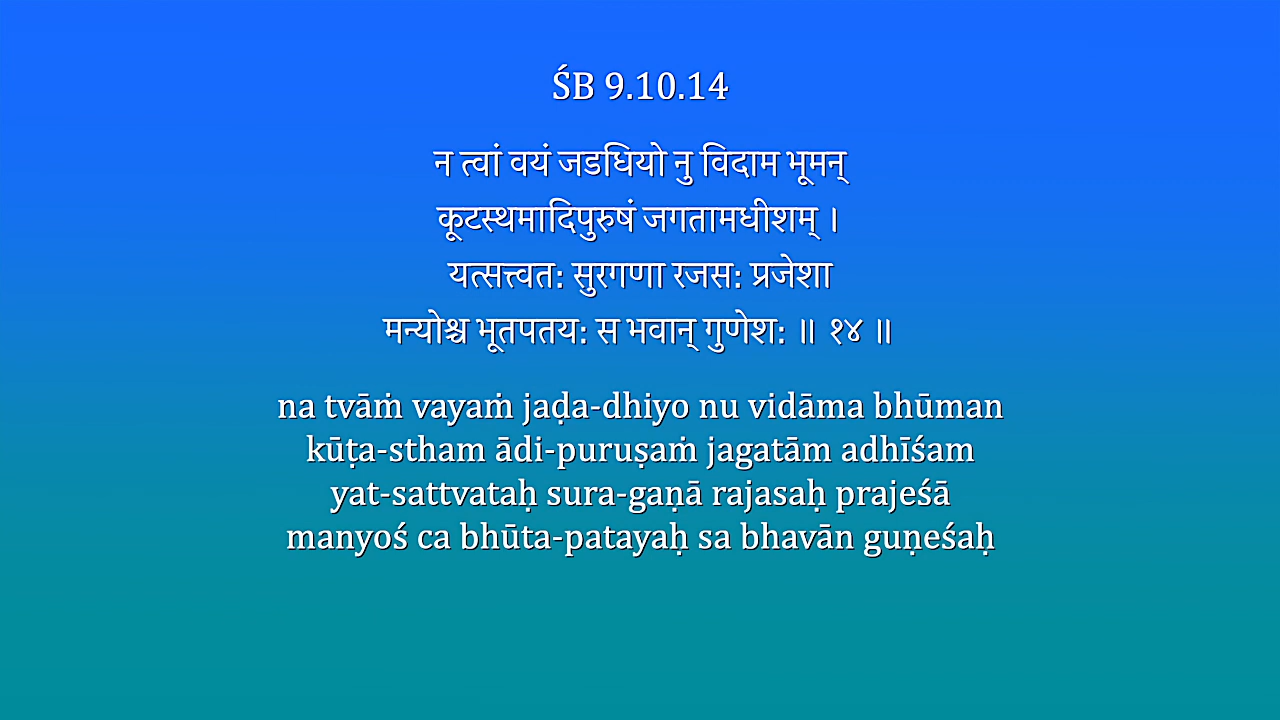 ŚB 9.10.14
न त्वां वयं जडधियो नु विदाम भूमन्
कूटस्थमादिपुरुषं जगतामधीशम् ।
यत्सत्त्वत: सुरगणा रजस: प्रजेशा
मन्योश्च भूतपतय: स भवान् गुणेश: ॥ १४ ॥
na tvāṁ vayaṁ jaḍa-dhiyo nu vidāma bhūman
kūṭa-stham ādi-puruṣaṁ jagatām adhīśam
yat-sattvataḥ sura-gaṇā rajasaḥ prajeśā
manyoś ca bhūta-patayaḥ sa bhavān guṇeśaḥ